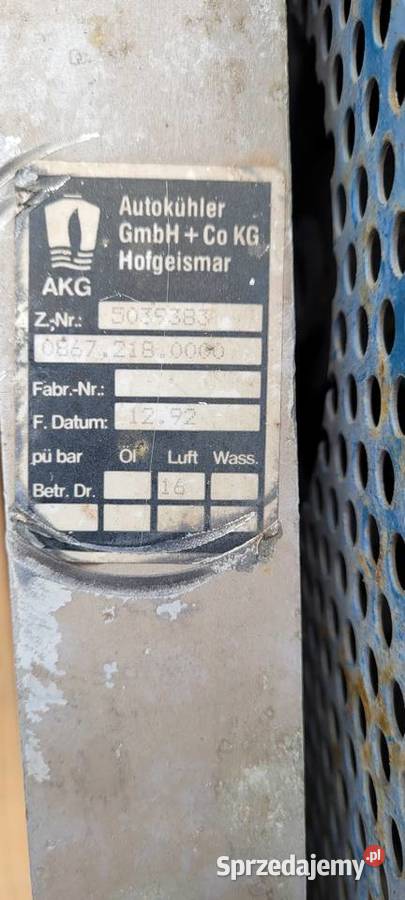 Autokühler
GmbH + Co KG
Hofgeismar
AKG
Z.-Nr.: 5039383
0867.218.0000
Fabr.-Nr.:
F. Datum: 12.92
pü bar Öl Luft Wass.
Betr. Dr. 16
Sprzedajemy.pl